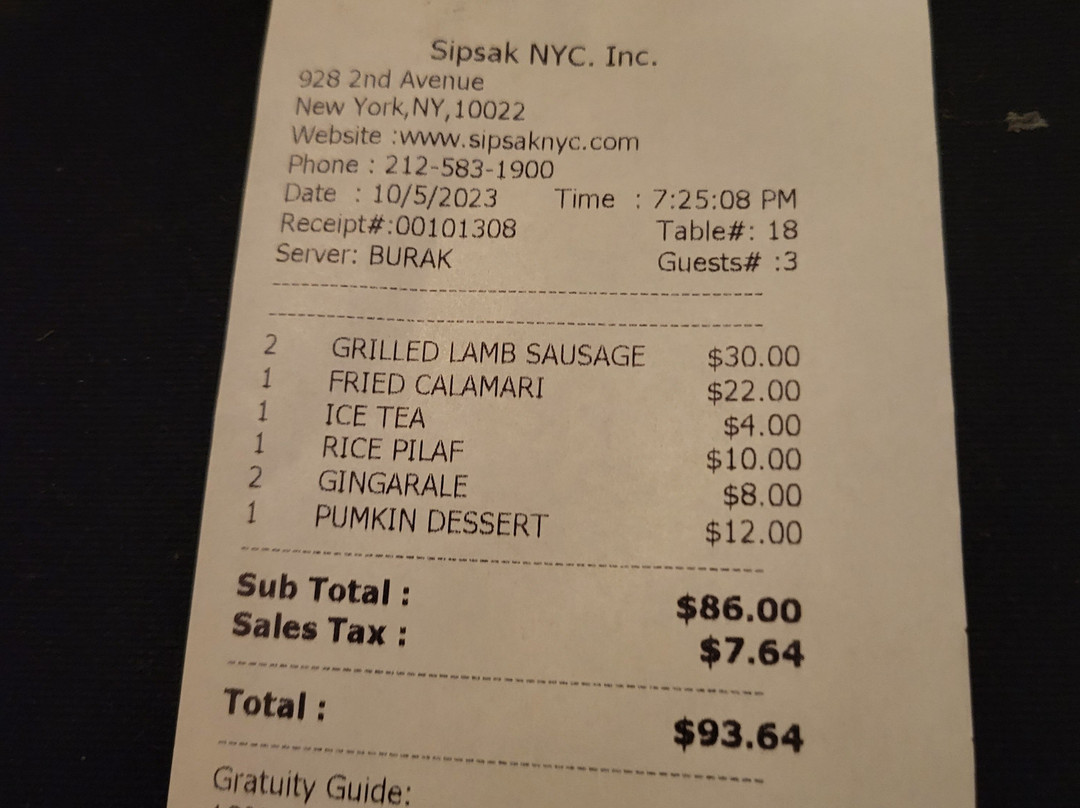 Sipsak NYC. Inc.
928 2nd Avenue
New York,NY,10022
Website :www.sipsaknyc.com
Phone : 212-583-1900
Date : 10/5/2023 Time : 7:25:08 PM
Receipt#:00101308 Table#: 18
Server: BURAK Guests# :3
2 GRILLED LAMB SAUSAGE $30.00
1 FRIED CALAMARI $22.00
1 ICE TEA $4.00
1 RICE PILAF $10.00
2 GINGARALE $8.00
1 PUMKIN DESSERT $12.00
Sub Total : $86.00
Sales Tax : $7.64
Total : $93.64
Gratuity Guide: